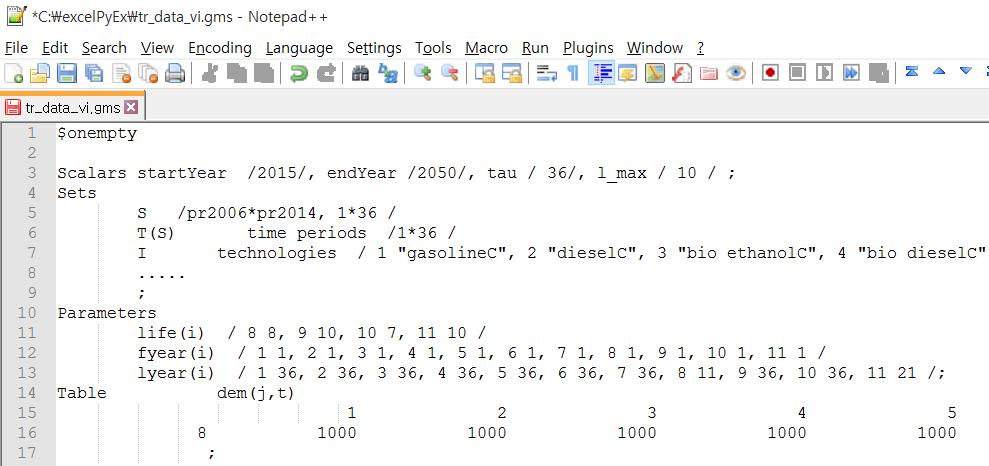 *C:₩excelPyEx₩tr_data_vi.gms - Notepad++
File Edit Search View Encoding Language Settings Tools Macro Run Plugins Window ?
tr_data_vi.gms
1 $onempty
2
3 Scalars startYear /2015/, endYear /2050/, tau / 36/, l_max / 10 / ;
4 Sets
5 S /pr2006*pr2014, 1*36 /
6 T(S) time periods /1*36 /
7 I technologies / 1 "gasolineC", 2 "dieselC", 3 "bio ethanolC", 4 "bio dieselC"
8 .....
9 ;
10 Parameters
11 life(i) / 8 8, 9 10, 10 7, 11 10 /
12 fyear(i) / 1 1, 2 1, 3 1, 4 1, 5 1, 6 1, 7 1, 8 1, 9 1, 10 1, 11 1 /
13 lyear(i) / 1 36, 2 36, 3 36, 4 36, 5 36, 6 36, 7 36, 8 11, 9 36, 10 36, 11 21 /;
14 Table dem(j,t)
15 1 2 3 4 5
16 8 1000 1000 1000 1000 1000
17 ;